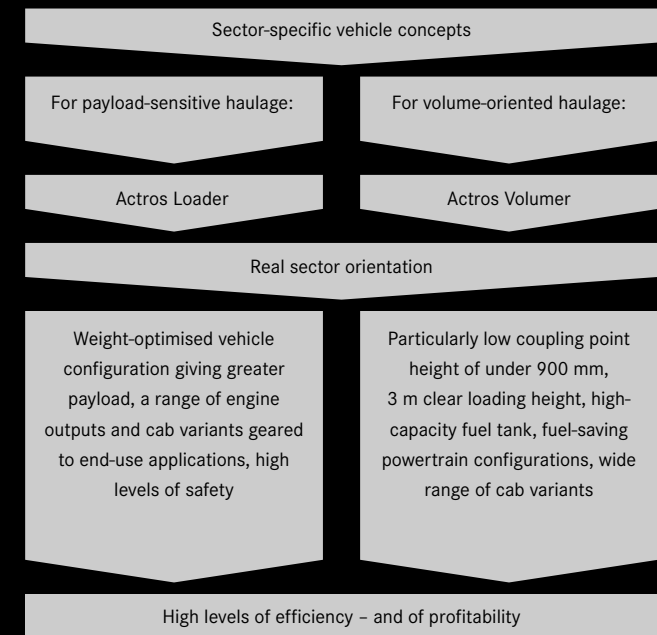 Sector-specific vehicle concepts
For payload-sensitive haulage:
For volume-oriented haulage:
Actros Loader
Actros Volumer
Real sector orientation
Weight-optimised vehicle
configuration giving greater
payload, a range of engine
outputs and cab variants geared
to end-use applications, high
levels of safety
Particularly low coupling point
height of under 900 mm,
3 m clear loading height, high-
capacity fuel tank, fuel-saving
powertrain configurations, wide
range of cab variants
High levels of efficiency – and of profitability